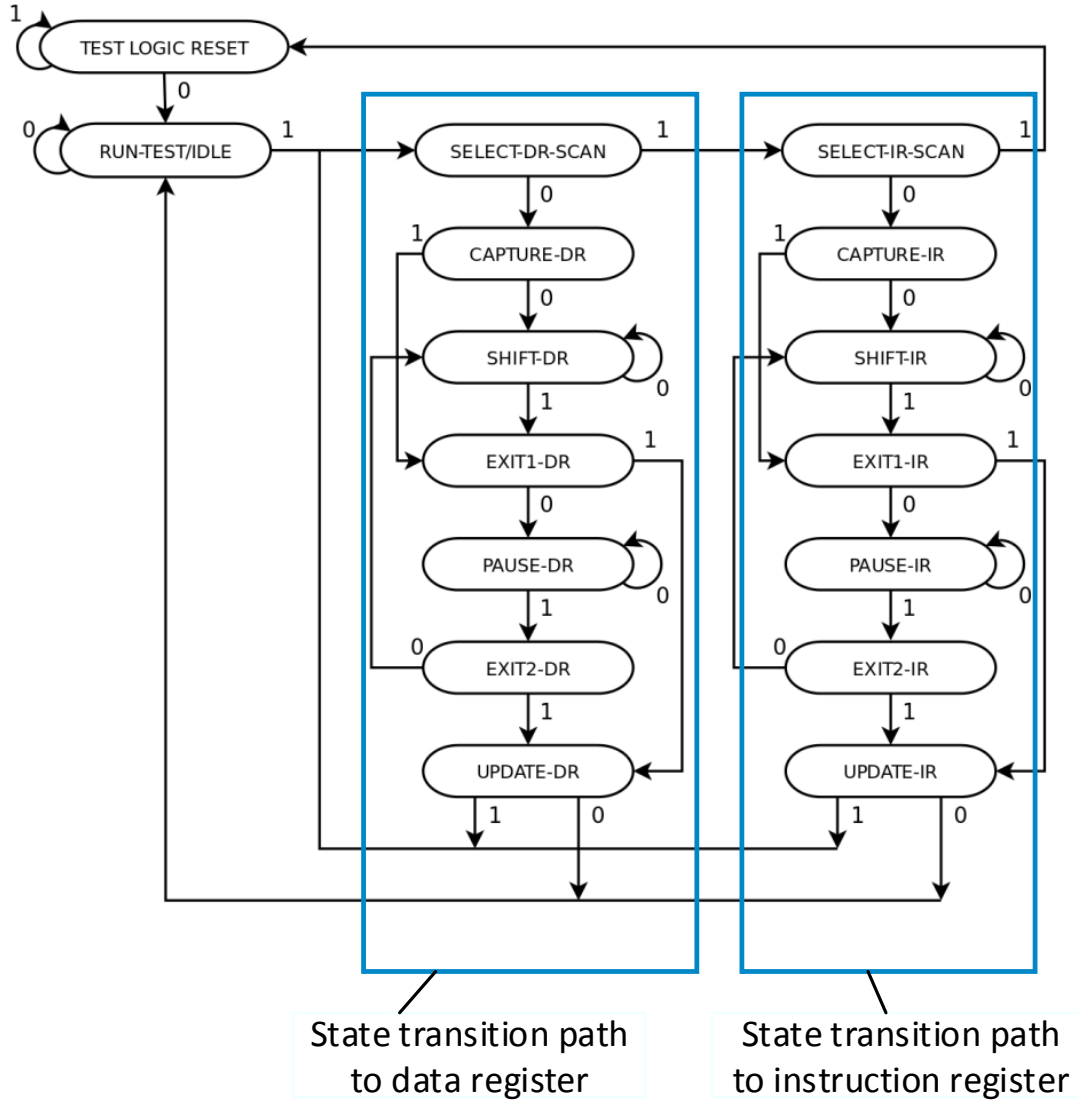 1
TEST LOGIC RESET
0
0
RUN-TEST/IDLE
1
SELECT-DR-SCAN
1
SELECT-IR-SCAN
1
0
0
1
CAPTURE-DR
1
CAPTURE-IR
0
0
SHIFT-DR
0
SHIFT-IR
0
1
1
EXIT1-DR
1
EXIT1-IR
1
0
0
PAUSE-DR
0
PAUSE-IR
0
1
1
0
EXIT2-DR
0
EXIT2-IR
1
1
UPDATE-DR
UPDATE-IR
1
0
1
0
State transition path
to data register
State transition path
to instruction register